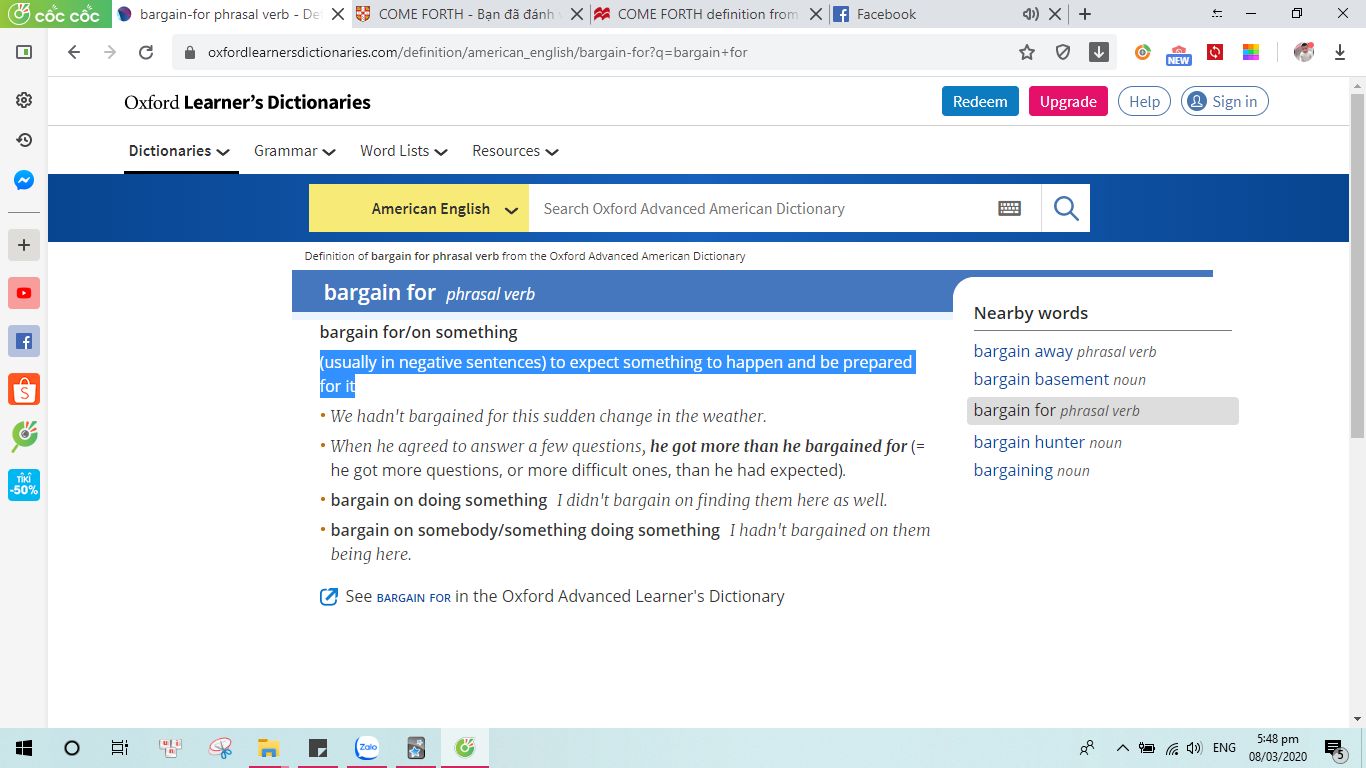 cốc cốc
bargain-for phrasal verb - De
COME FORTH - Bạn đã đánh v
COME FORTH definition from
Facebook
oxfordlearnersdictionaries.com/definition/american_english/bargain-for?q=bargain+for
NEW
Oxford Learner's Dictionaries
Redeem
Upgrade
Help
Sign in
Dictionaries
Grammar
Word Lists
Resources
American English
Search Oxford Advanced American Dictionary
Definition of bargain for phrasal verb from the Oxford Advanced American Dictionary
bargain for phrasal verb
bargain for/on something
(usually in negative sentences) to expect something to happen and be prepared
for it
• We hadn't bargained for this sudden change in the weather.
• When he agreed to answer a few questions, he got more than he bargained for (=
he got more questions, or more difficult ones, than he had expected).
• bargain on doing something I didn't bargain on finding them here as well.
• bargain on somebody/something doing something I hadn't bargained on them
being here.
See BARGAIN FOR in the Oxford Advanced Learner's Dictionary
Nearby words
bargain away phrasal verb
bargain basement noun
bargain for phrasal verb
bargain hunter noun
bargaining noun
TIKI
-50%
Zalo
ENG
5:48 pm
08/03/2020
5